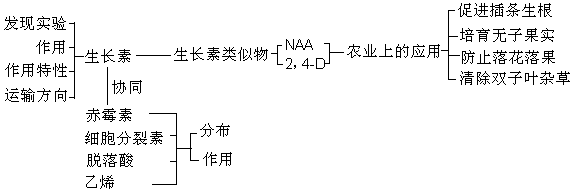 发现实验
作用
作用特性
运输方向
生长素
生长素类似物
NAA
2,4-D
农业上的应用
促进插条生根
培育无子果实
防止落花落果
清除双子叶杂草
协同
赤霉素
细胞分裂素
脱落酸
乙烯
分布
作用